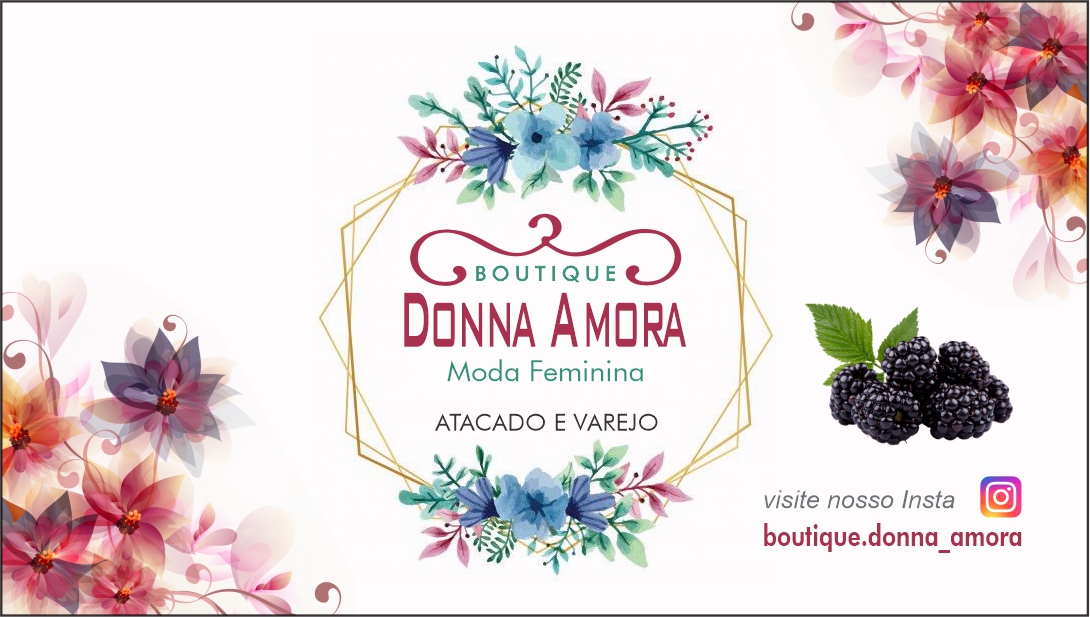 BOUTIQUE
DONNA AMORA
Moda Feminina
ATACADO E VAREJO
visite nosso Insta
boutique.donna_amora